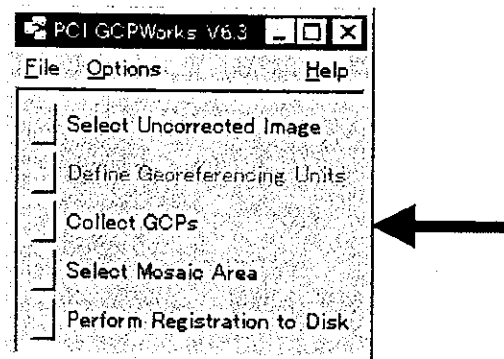 PCI GCPWorks V6.3
File Options Help
Select Uncorrected Image
Define Georeferencing Units
Collect GCPs
Select Mosaic Area
Perform Registration to Disk